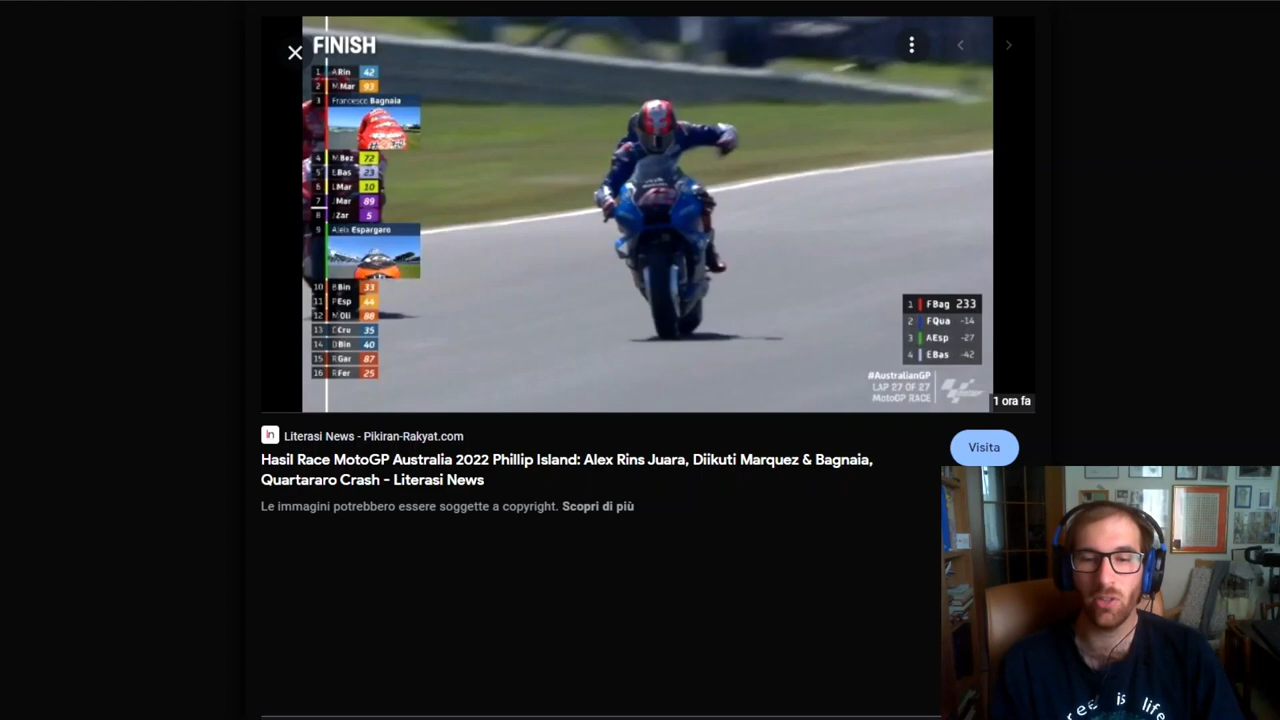 FINISH
1 A Rin 42
2 M.Mar 93
3 Francesco Bagnaia
4 M.Bez 72
5 E.Bas 23
6 L.Mar 10
7 J.Mar 89
8 J.Zar 5
9 Aleix Espargaro
10 B Bin 33
11 P Esp 44
12 M.Oli 88
13 C Cru 35
14 D Bin 40
15 R Gar 87
16 R Fer 25
1 F Bag 233
2 F Qua -14
3 A Esp -27
4 E Bas -42
#AustralianGP
LAP 27 OF 27
MotoGP RACE
1 ora fa
in Literasi News - Pikiran-Rakyat.com
Visita
Hasil Race MotoGP Australia 2022 Phillip Island: Alex Rins Juara, Diikuti Marquez & Bagnaia,
Quartararo Crash - Literasi News
Le immagini potrebbero essere soggette a copyright. Scopri di più
is life